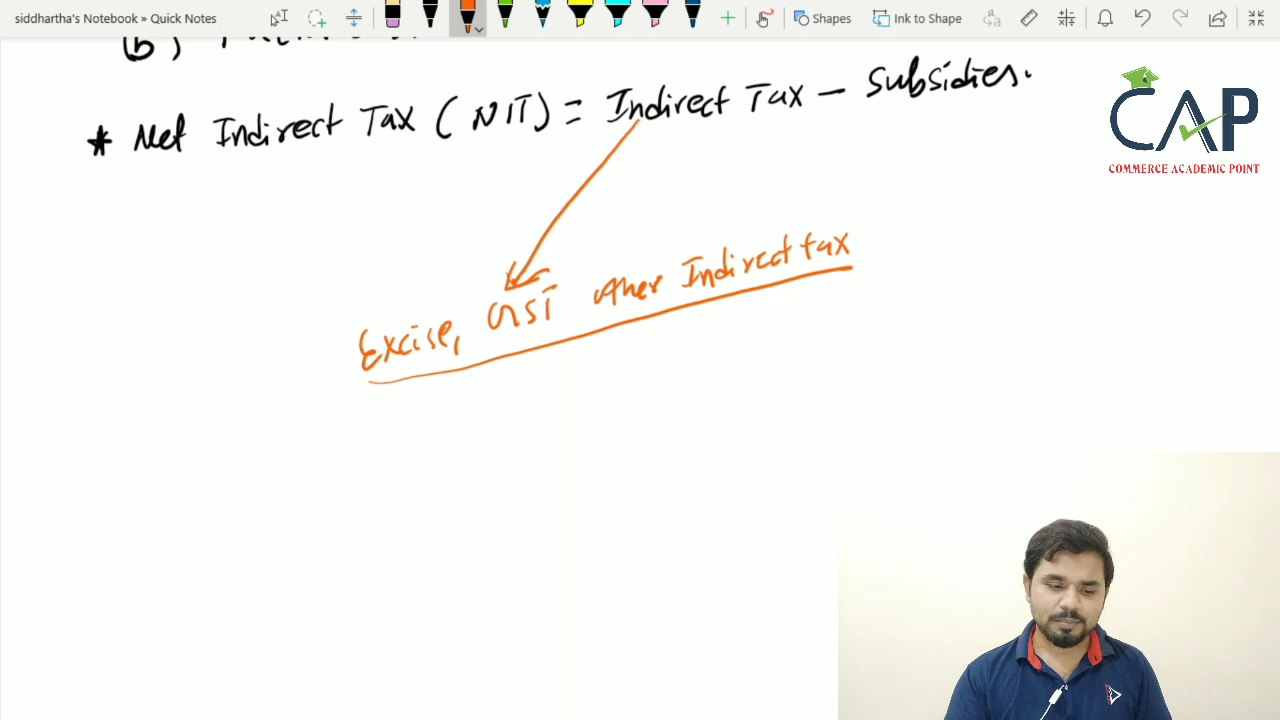 siddhartha's Notebook » Quick Notes
Shapes
Ink to Shape
(b)
* Net Indirect Tax (NIT) = Indirect Tax – Subsidies.
CAP
COMMERCE ACADEMIC POINT
Excise, GST other Indirect tax